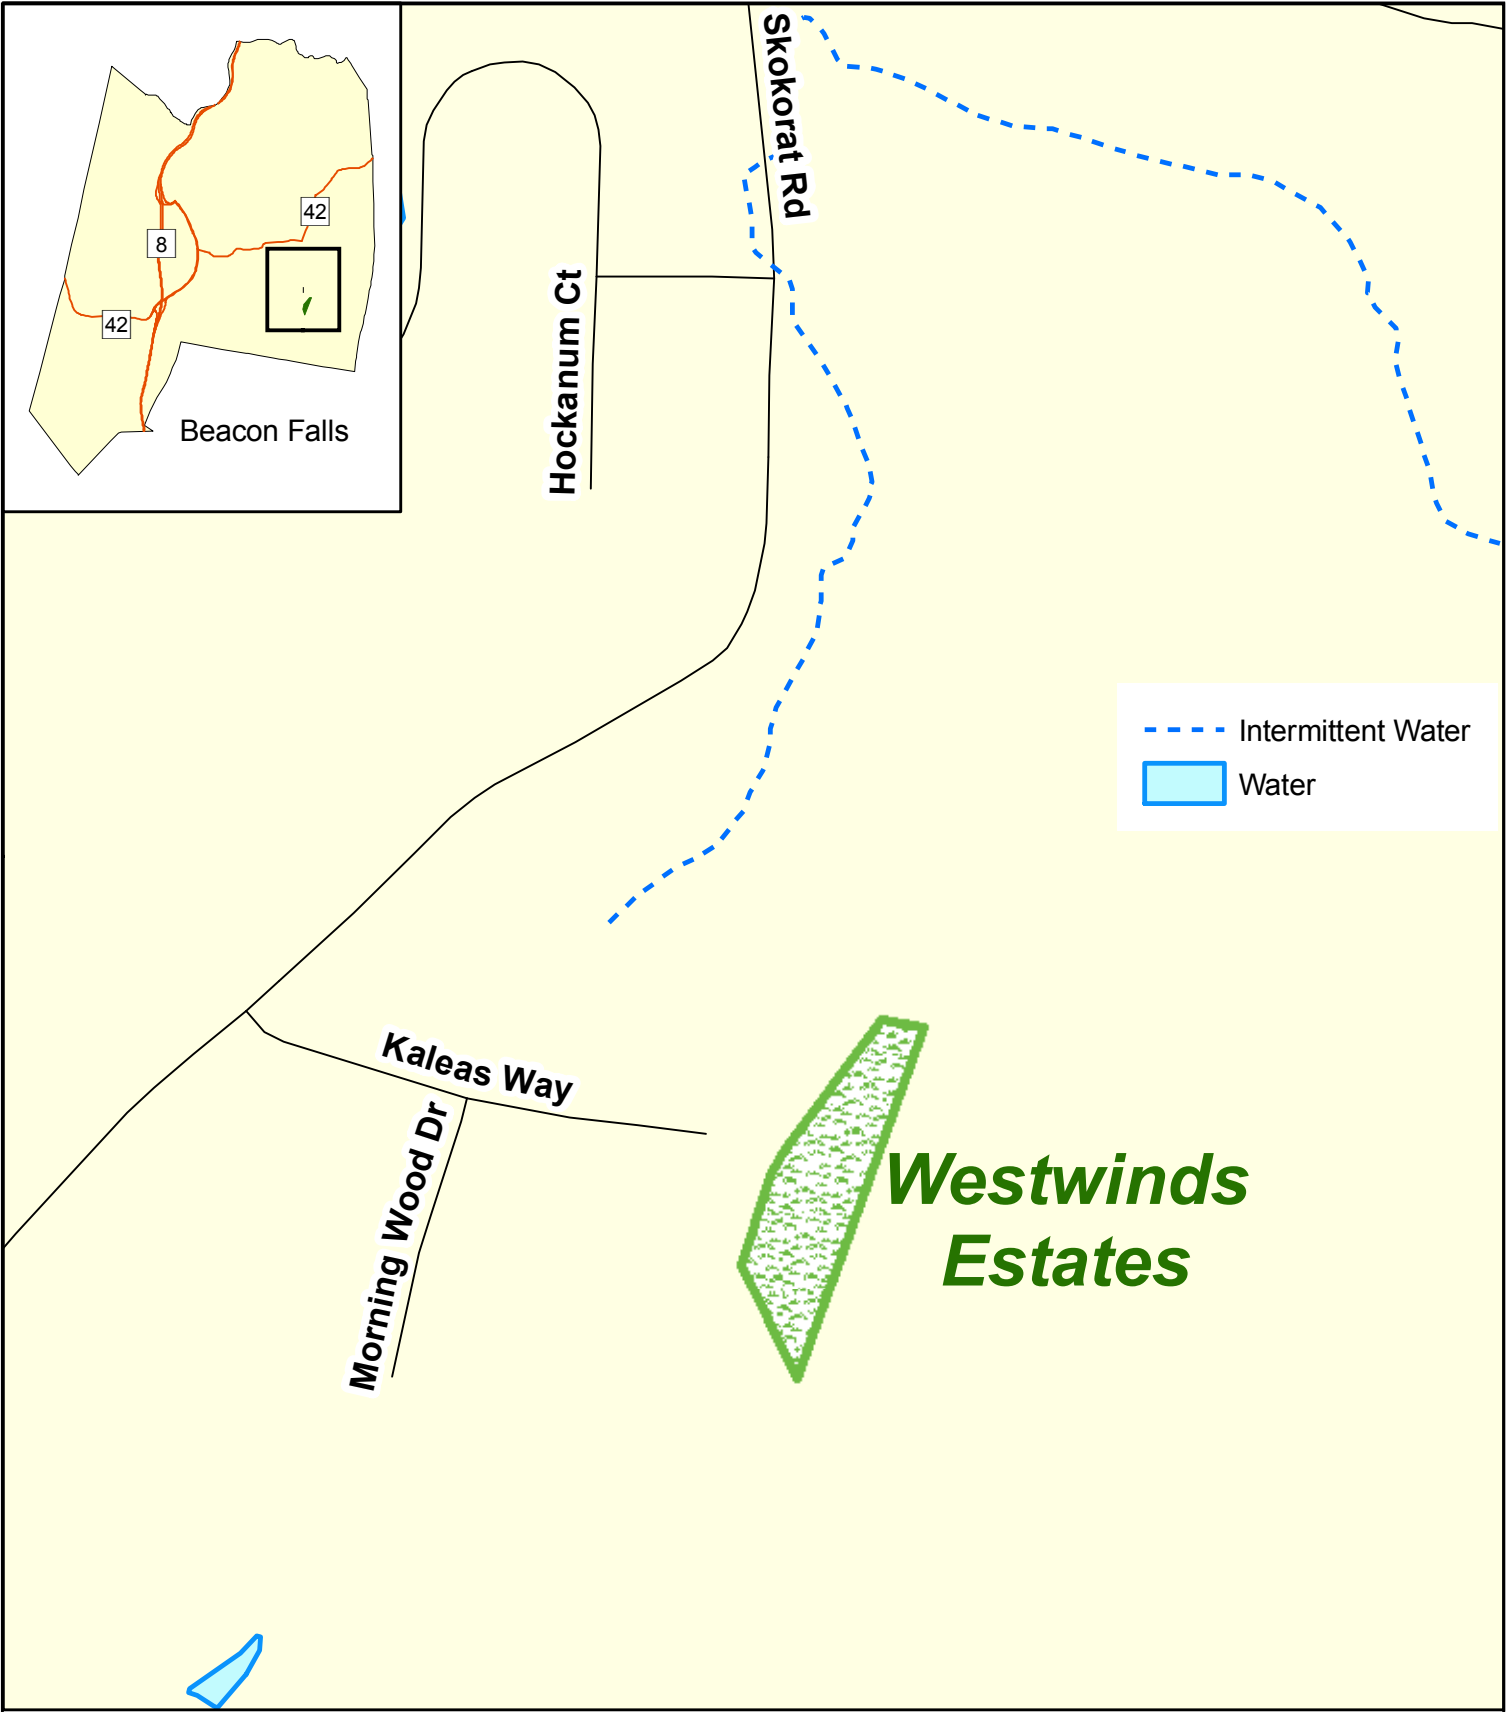 42
8
42
Beacon Falls
Skokorat Rd
Hockanum Ct
Intermittent Water
Water
Kaleas Way
Morning Wood Dr
Westwinds
Estates